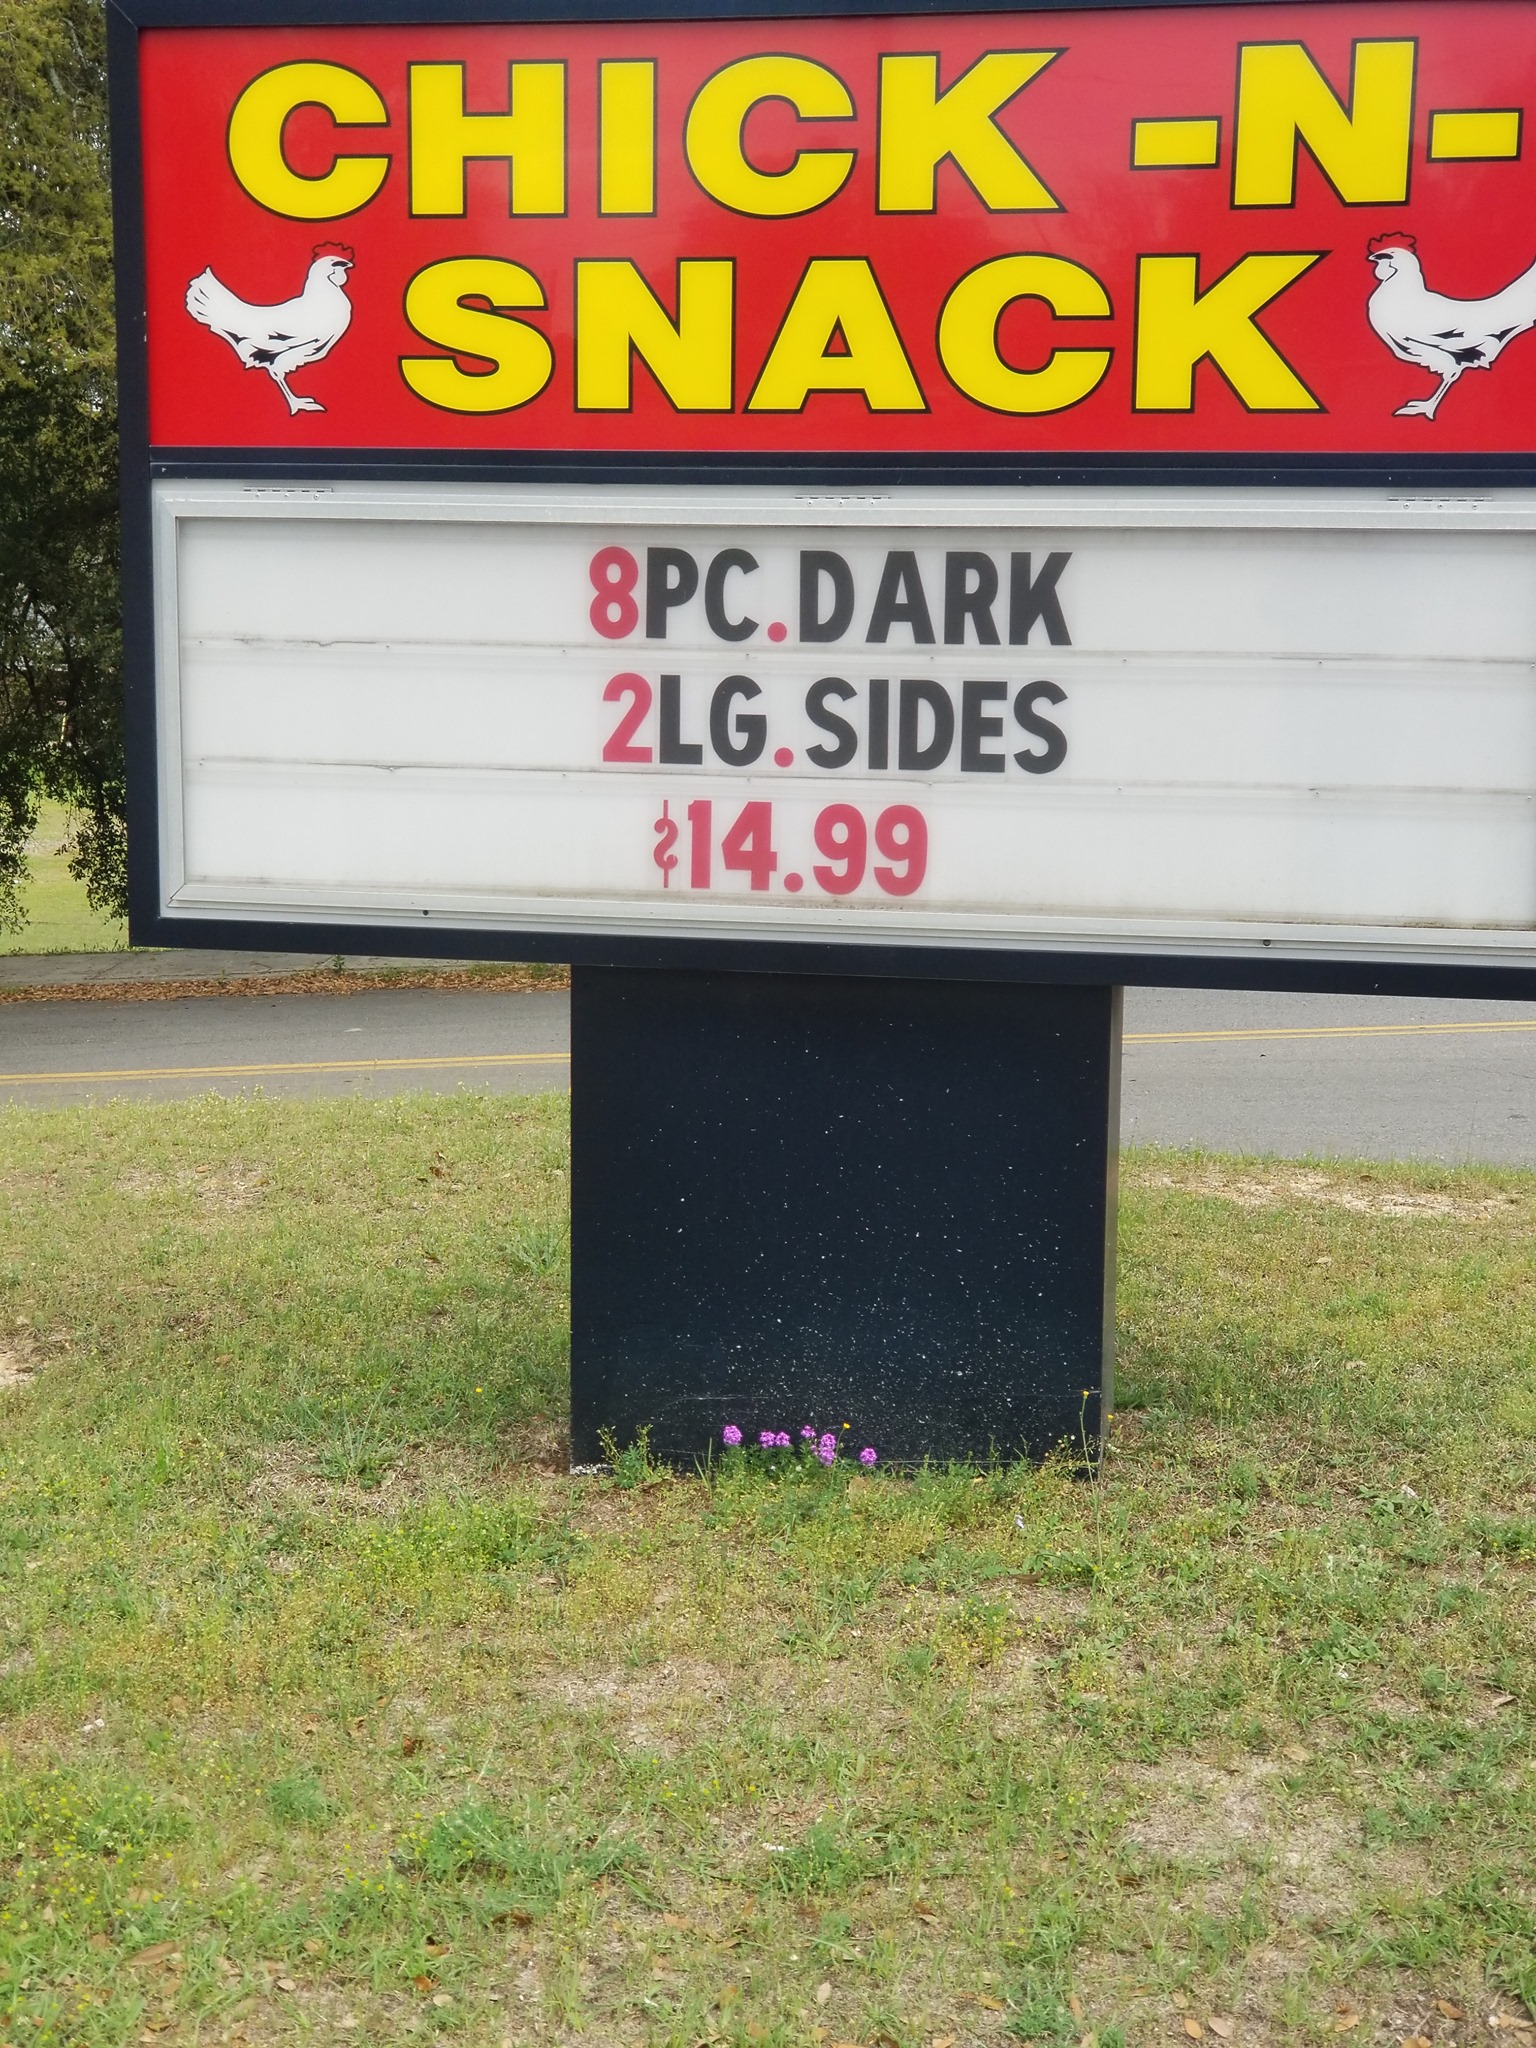 CHICK -N-
SNACK
8PC.DARK
2LG.SIDES
$14.99